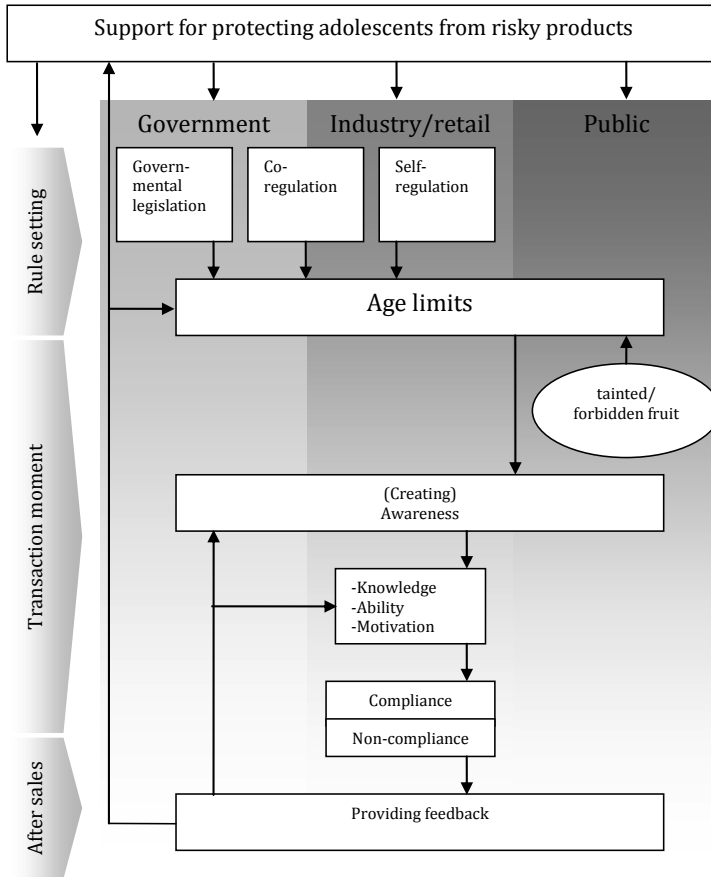 Support for protecting adolescents from risky products
Government
Industry/retail
Public
Rule setting
Govern-
mental
legislation
Co-
regulation
Self-
regulation
Age limits
tainted/
forbidden fruit
Transaction moment
(Creating)
Awareness
-Knowledge
-Ability
-Motivation
Compliance
Non-compliance
After sales
Providing feedback